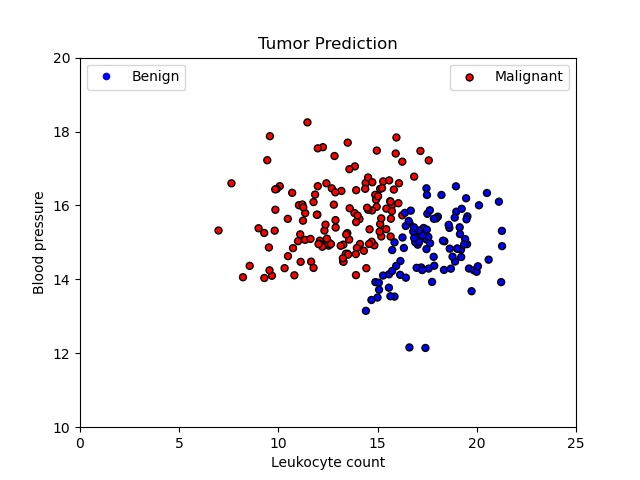 Tumor Prediction
Benign
Malignant
Blood pressure
20
18
16
14
12
10
0 5 10 15 20 25
Leukocyte count